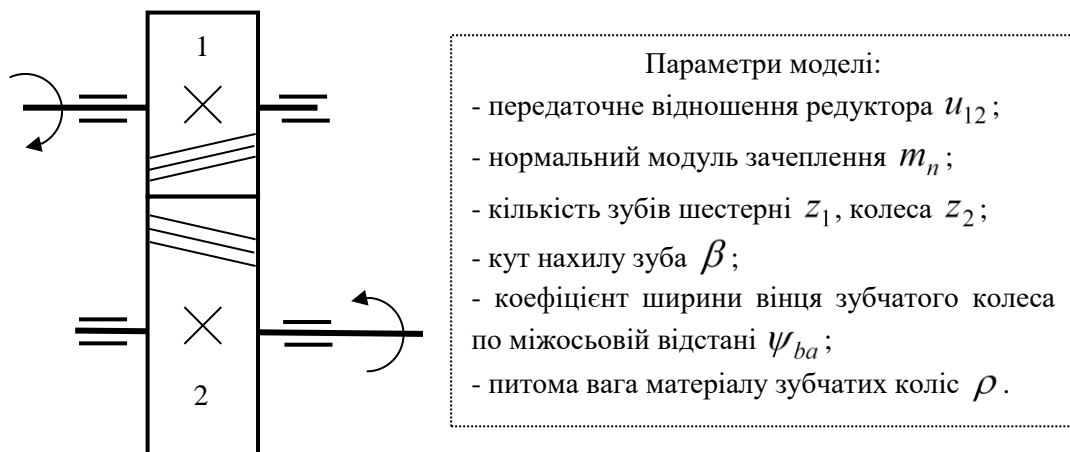 1
2
Параметри моделі:
- передаточне відношення редуктора u₁₂;
- нормальний модуль зачеплення mₙ;
- кількість зубів шестерні z₁, колеса z₂;
- кут нахилу зуба β;
- коефіцієнт ширини вінця зубчатого колеса
по міжосьовій відстані ψ_ba;
- питома вага матеріалу зубчатих коліс ρ.